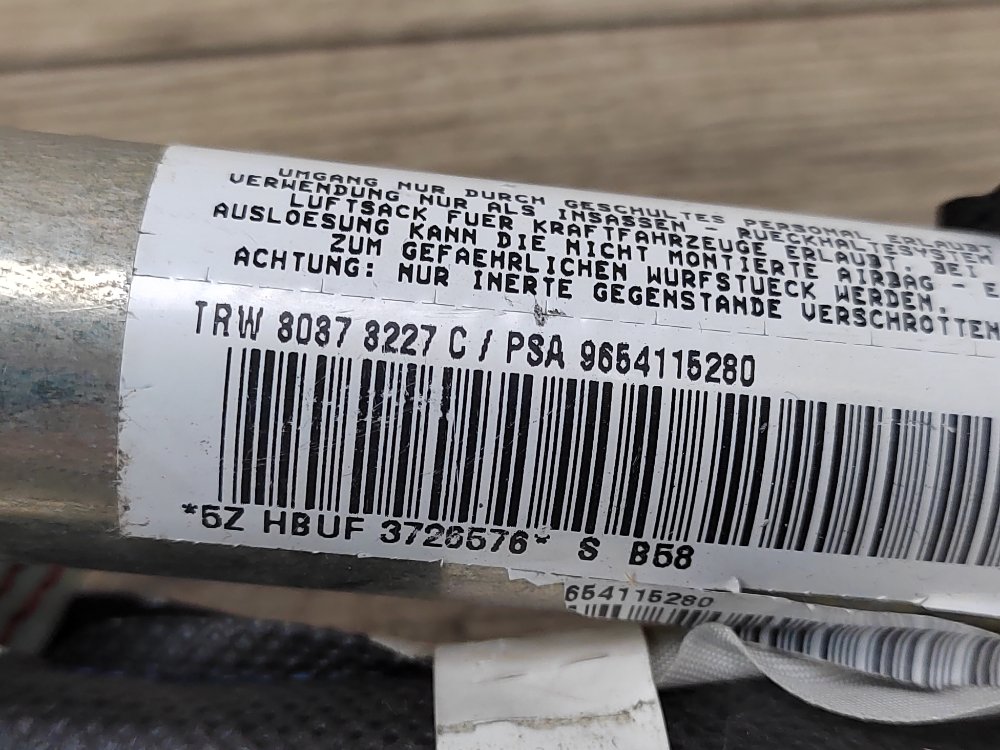 UMGANG NUR DURCH GESCHULTES PERSONAL ERLAUBT
VERWENDUNG NUR ALS INSASSEN - RUECKHALTESYSTEM
LUFTSACK FUER KRAFTFAHRZEUGE ERLAUBT. BEI
AUSLOESUNG KANN DIE NICHT MONTIERTE AIRBAG - E
ZUM GEFAEHRLICHEN WURFSTUECK WERDEN.
ACHTUNG: NUR INERTE GEGENSTANDE VERSCHROTTEN
TRW 8087 8227 C / PSA 9654115280
*5Z HBUF 3726576* S B58
654115280